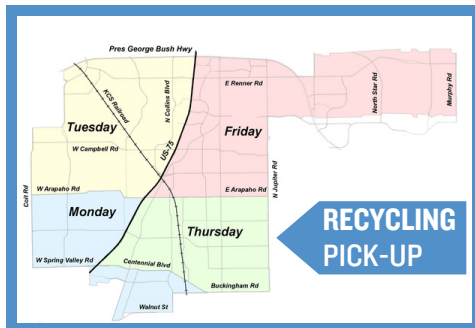 Pres George Bush Hwy
E Renner Rd
KCS Railroad
N Collins Blvd
North Star Rd
Murphy Rd
Tuesday
Friday
US-75
W Campbell Rd
N Jupiter Rd
Coit Rd
W Arapaho Rd
E Arapaho Rd
Monday
Thursday
RECYCLING
PICK-UP
W Spring Valley Rd
Centennial Blvd
Buckingham Rd
Walnut St